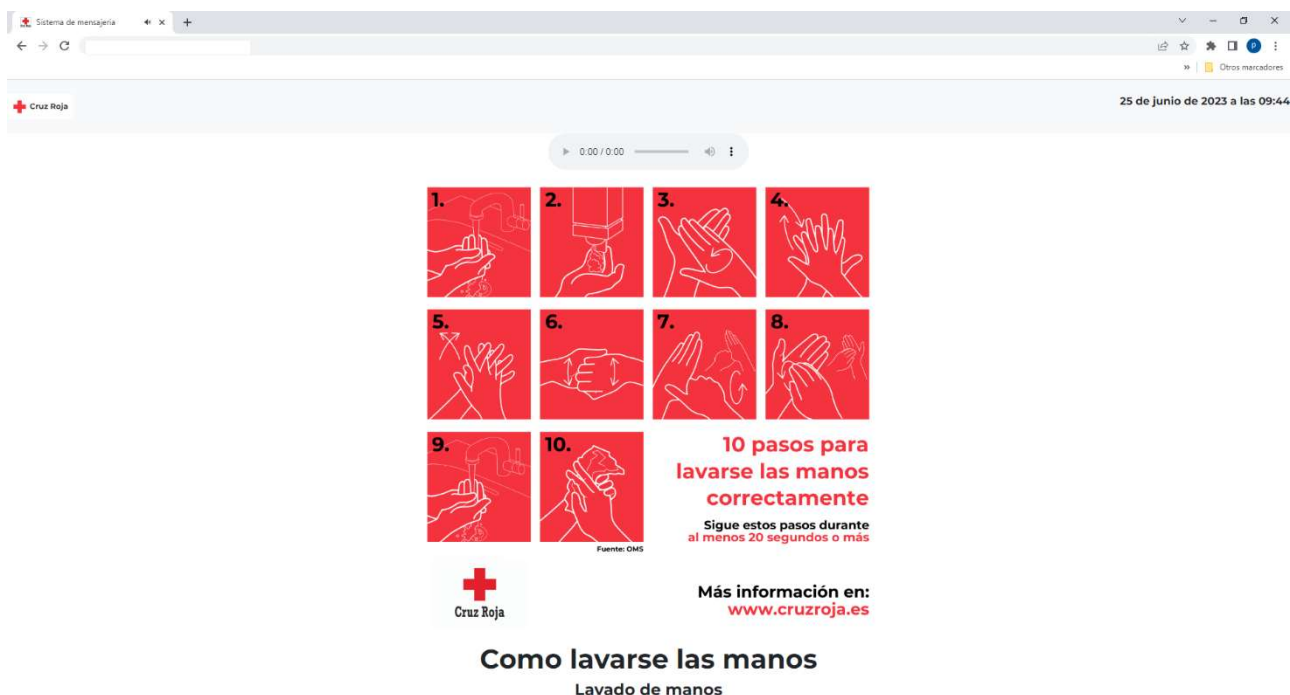 Sistema de mensajeria
P
Otros marcadores
Cruz Roja
25 de junio de 2023 a las 09:44
0:00 / 0:00
1.
2.
3.
4.
5.
6.
7.
8.
9.
10.
10 pasos para
lavarse las manos
correctamente
Sigue estos pasos durante
al menos 20 segundos o más
Fuente: OMS
Cruz Roja
Más información en:
www.cruzroja.es
Como lavarse las manos
Lavado de manos